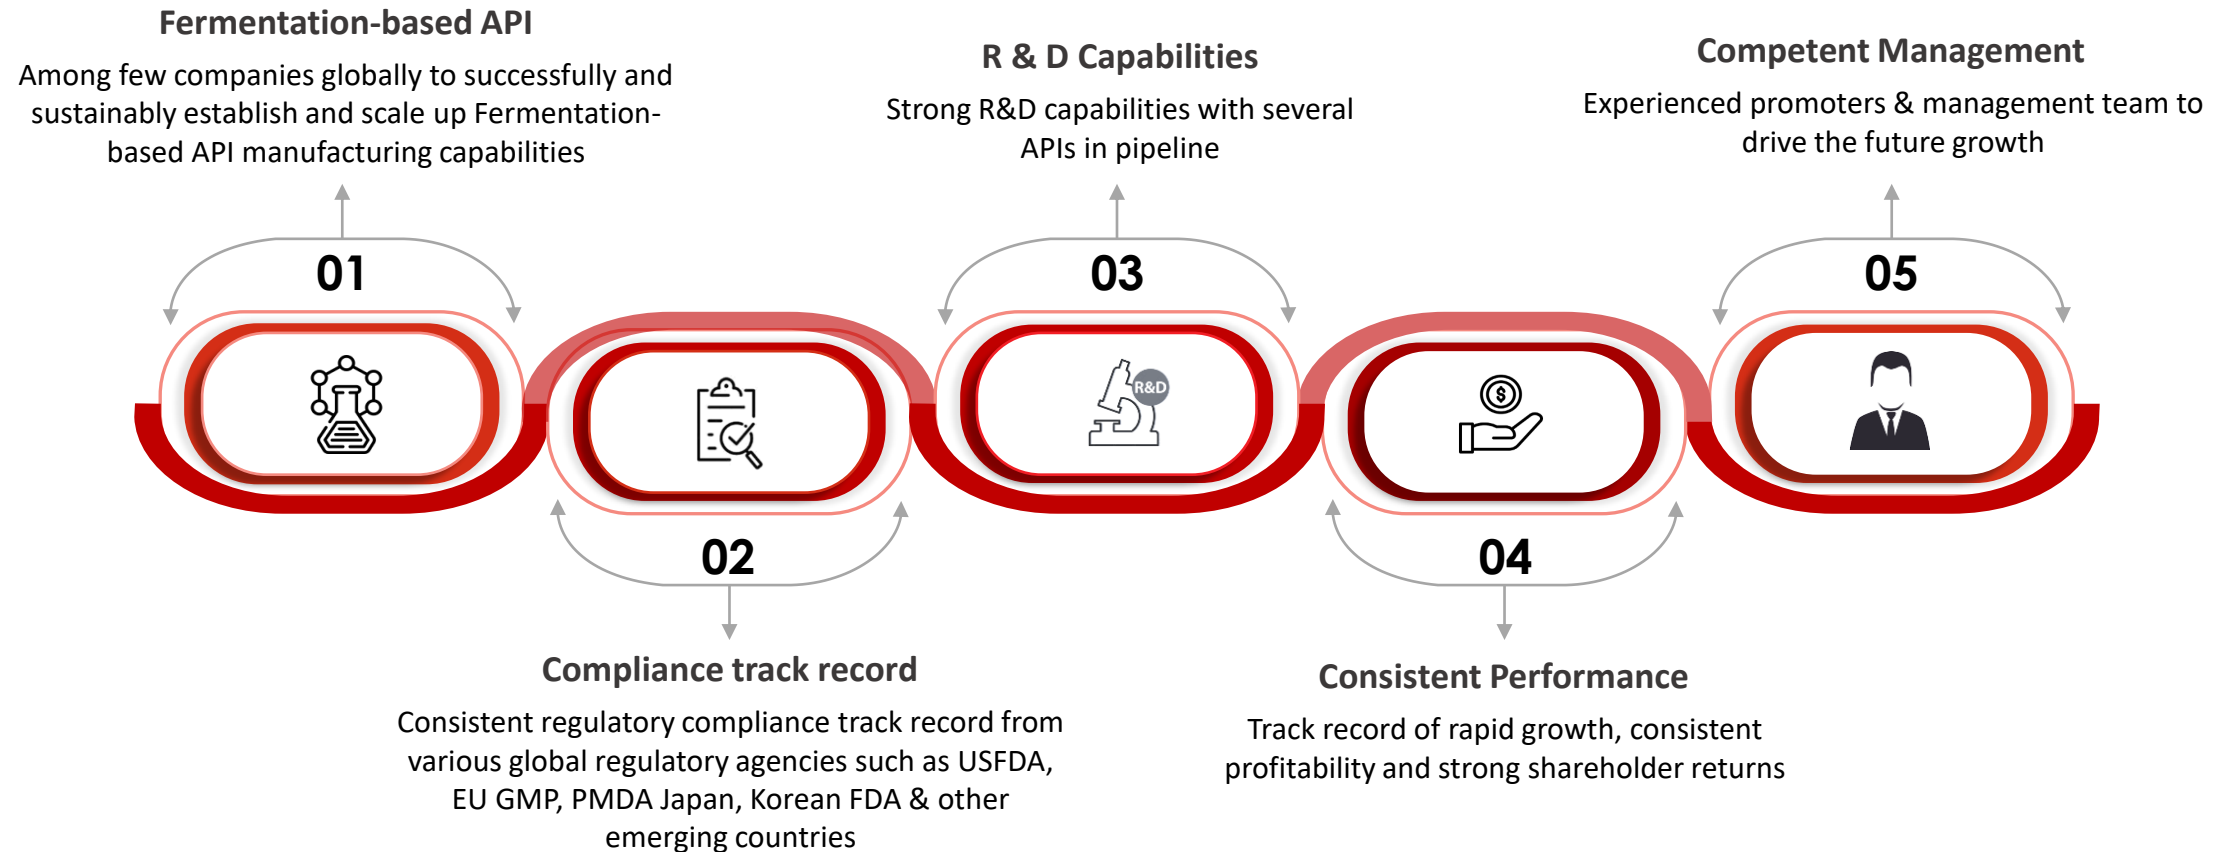 Fermentation-based API
Among few companies globally to successfully and
sustainably establish and scale up Fermentation-
based API manufacturing capabilities
01
Compliance track record
Consistent regulatory compliance track record from
various global regulatory agencies such as USFDA,
EU GMP, PMDA Japan, Korean FDA & other
emerging countries
02
R & D Capabilities
Strong R&D capabilities with several
APIs in pipeline
03
R&D
Consistent Performance
Track record of rapid growth, consistent
profitability and strong shareholder returns
04
$
Competent Management
Experienced promoters & management team to
drive the future growth
05